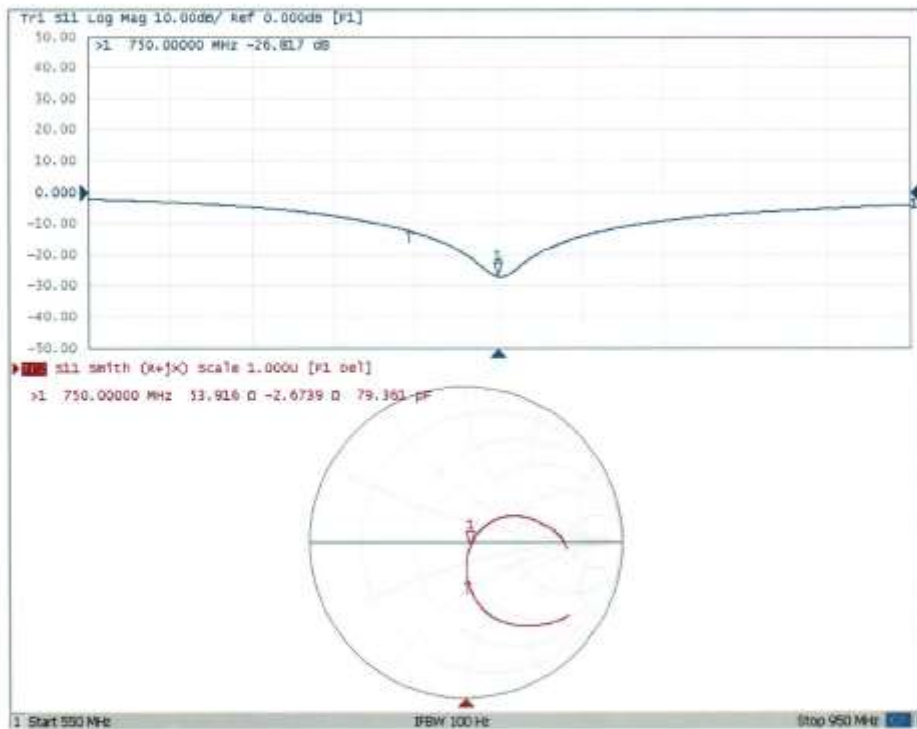 Tr1 S11 Log Mag 10.00dB/ Ref 0.000dB [F1]
50.00
>1 750.00000 MHz -26.817 dB
40.00
30.00
20.00
10.00
0.000
-10.00
-20.00
1
-30.00
-40.00
-50.00
S11 Smith (R+jX) Scale 1.000U [F1 Del]
>1 750.00000 MHz 53.916 Ω -2.6739 Ω 79.361 pF
1
1 Start 550 MHz IFBW 100 Hz Stop 950 MHz